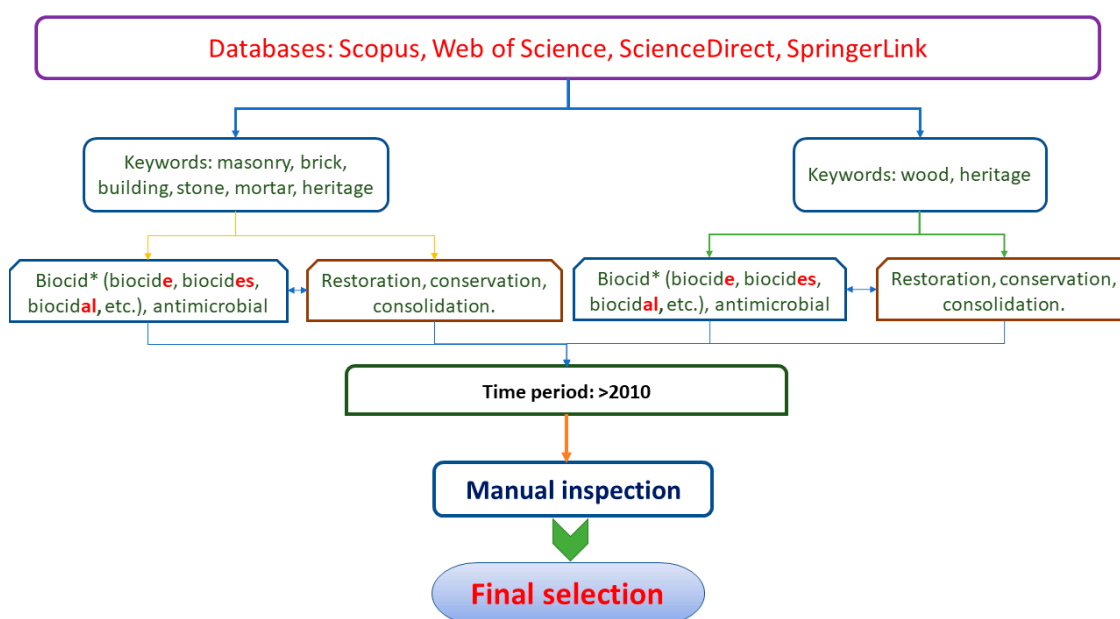 Databases: Scopus, Web of Science, ScienceDirect, SpringerLink
Keywords: masonry, brick,
building, stone, mortar, heritage
Keywords: wood, heritage
Biocid* (biocide, biocides,
biocidal, etc.), antimicrobial
Restoration, conservation,
consolidation.
Biocid* (biocide, biocides,
biocidal, etc.), antimicrobial
Restoration, conservation,
consolidation.
Time period: >2010
Manual inspection
Final selection